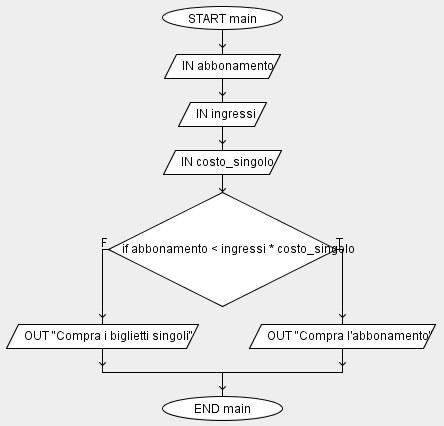 START main
IN abbonamento
IN ingressi
IN costo_singolo
F
T
if abbonamento < ingressi * costo_singolo
OUT "Compra i biglietti singoli"
OUT "Compra l'abbonamento"
END main